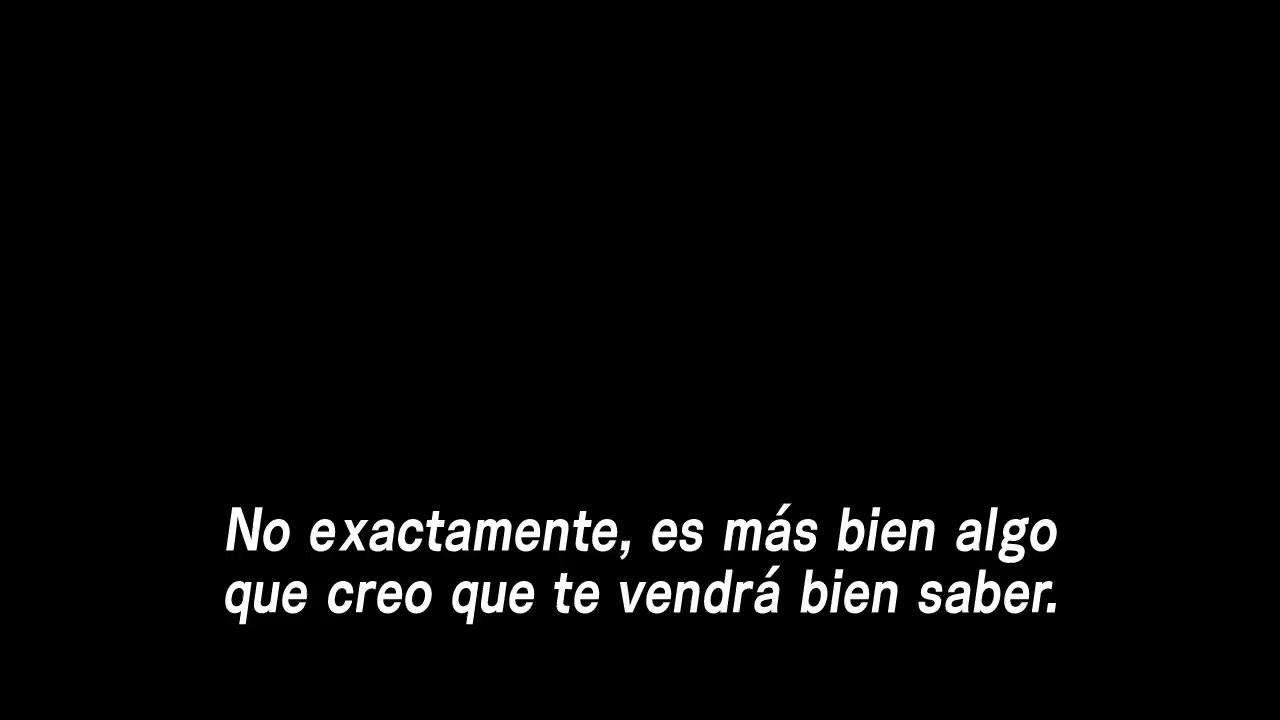 No exactamente, es más bien algo
que creo que te vendrá bien saber.